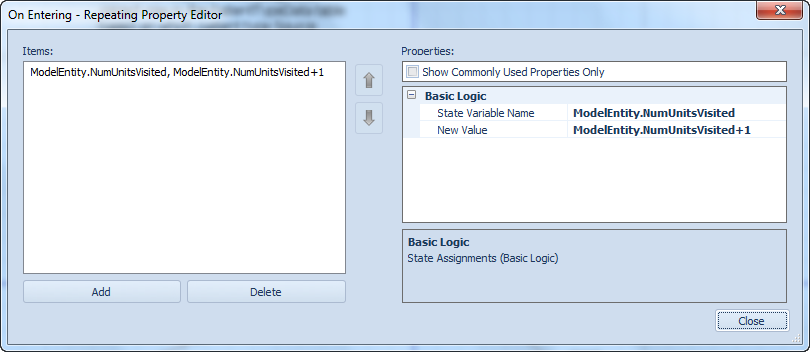 On Entering - Repeating Property Editor
Items:
ModelEntity.NumUnitsVisited, ModelEntity.NumUnitsVisited+1
Add
Delete
Properties:
Show Commonly Used Properties Only
Basic Logic
State Variable Name ModelEntity.NumUnitsVisited
New Value ModelEntity.NumUnitsVisited+1
Basic Logic
State Assignments (Basic Logic)
Close